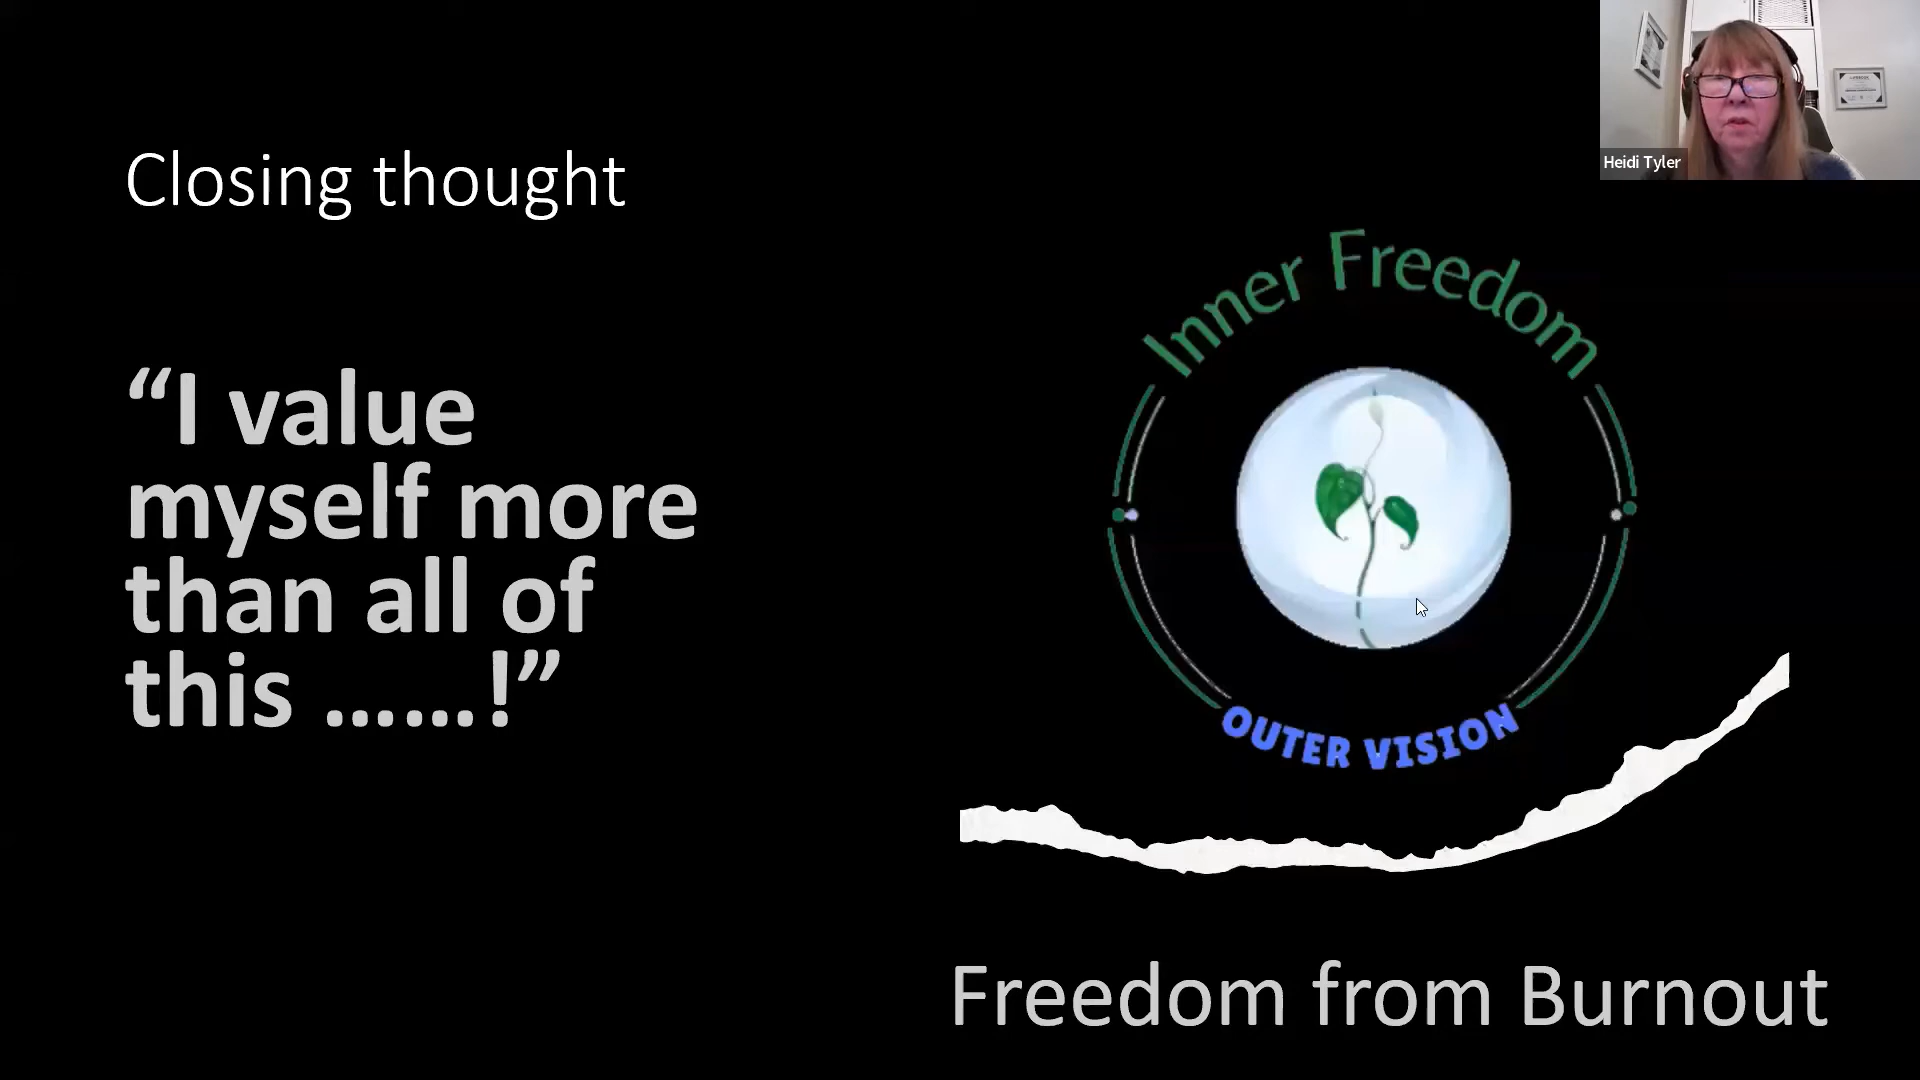 Closing thought
“I value
myself more
than all of
this ......!”
Heidi Tyler
Inner Freedom
OUTER VISION
Freedom from Burnout